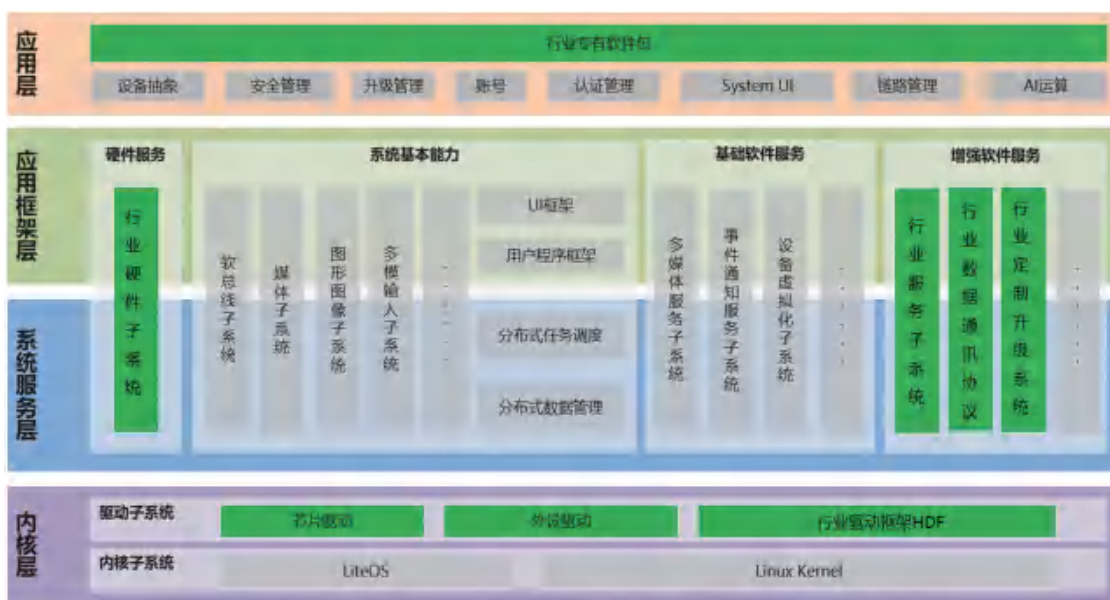 应用层
行业专有软件包
设备抽象
安全管理
升级管理
账号
认证管理
System UI
链路管理
AI运算
应用框架层
系统服务层
硬件服务
行业硬件子系统
系统基本能力
软总线子系统
媒体子系统
图形图像子系统
多模输入子系统
······
UI框架
用户程序框架
分布式任务调度
分布式数据管理
基础软件服务
多媒体服务子系统
事件通知服务子系统
设备虚拟化子系统
······
增强软件服务
行业服务子系统
行业数据通讯协议
行业定制升级系统
······
内核层
驱动子系统
芯片驱动
外设驱动
行业驱动框架HDF
内核子系统
LiteOS
Linux Kernel